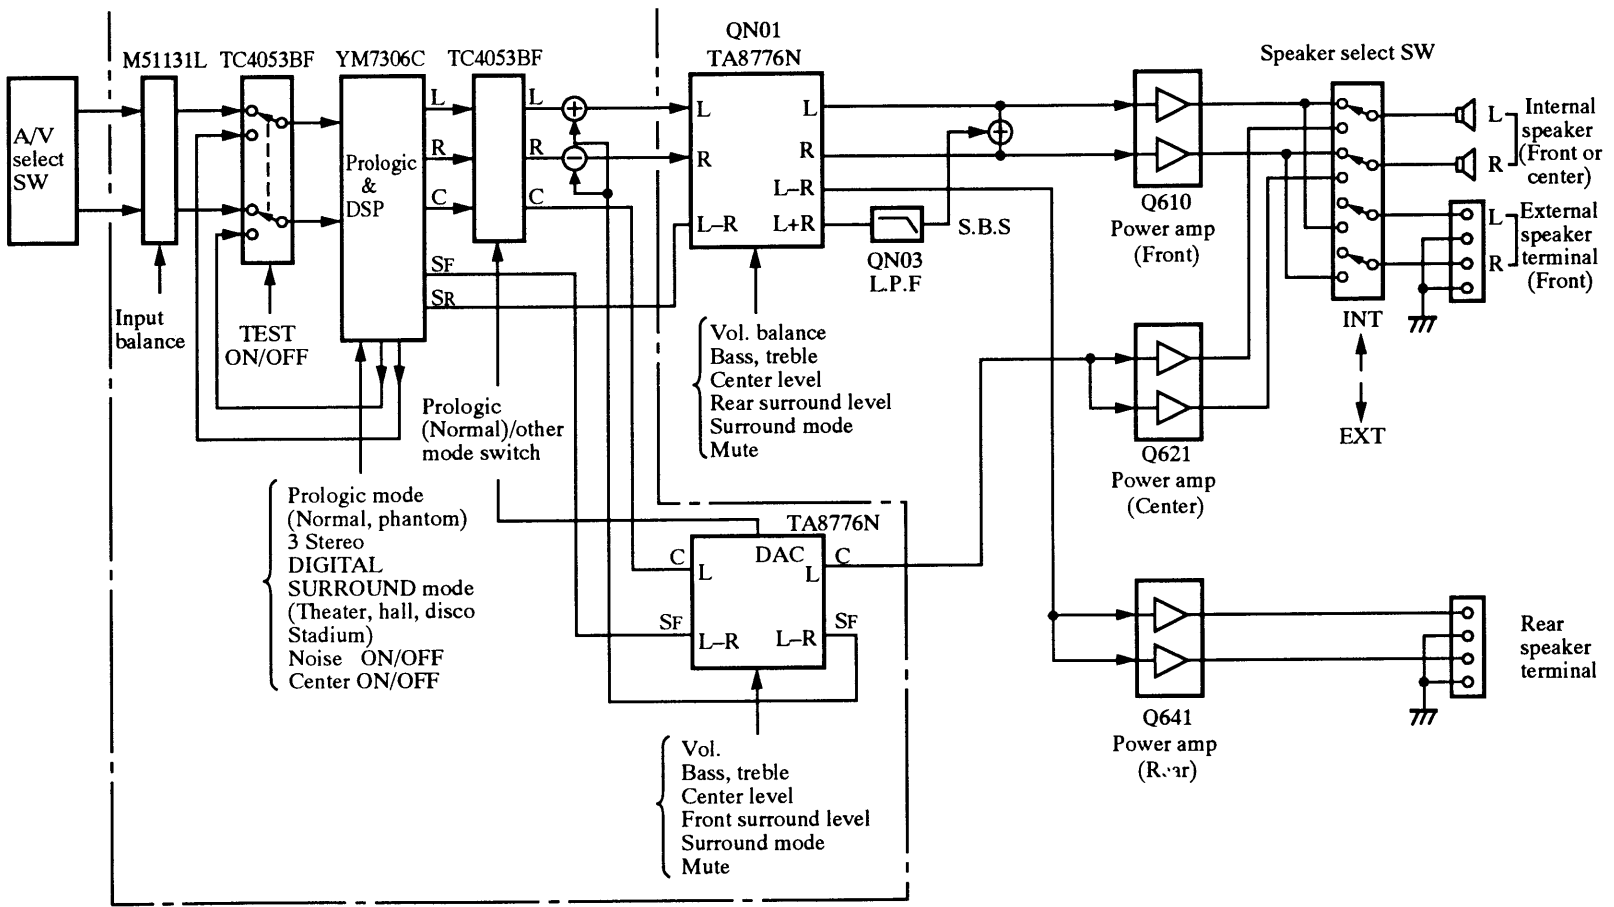 QN01
M51131L
TC4053BF
YM7306C
TC4053BF
TA8776N
Speaker select SW
A/V
select
SW
Prologic
&
DSP
L
R
C
SF
SR
L
R
C
L
R
L–R
L
R
L–R
L+R
QN03
L.P.F
S.B.S
Q610
Power amp
(Front)
L
R
Internal
speaker
(Front or
center)
L
R
External
speaker
terminal
(Front)
INT
EXT
Input
balance
TEST
ON/OFF
Prologic
(Normal)/other
mode switch
Vol. balance
Bass, treble
Center level
Rear surround level
Surround mode
Mute
Q621
Power amp
(Center)
Prologic mode
(Normal, phantom)
3 Stereo
DIGITAL
SURROUND mode
(Theater, hall, disco
Stadium)
Noise ON/OFF
Center ON/OFF
TA8776N
DAC
C
L
L
C
SF
L–R
L–R
SF
Q641
Power amp
Rear
speaker
terminal
Vol.
Bass, treble
Center level
Front surround level
Surround mode
Mute